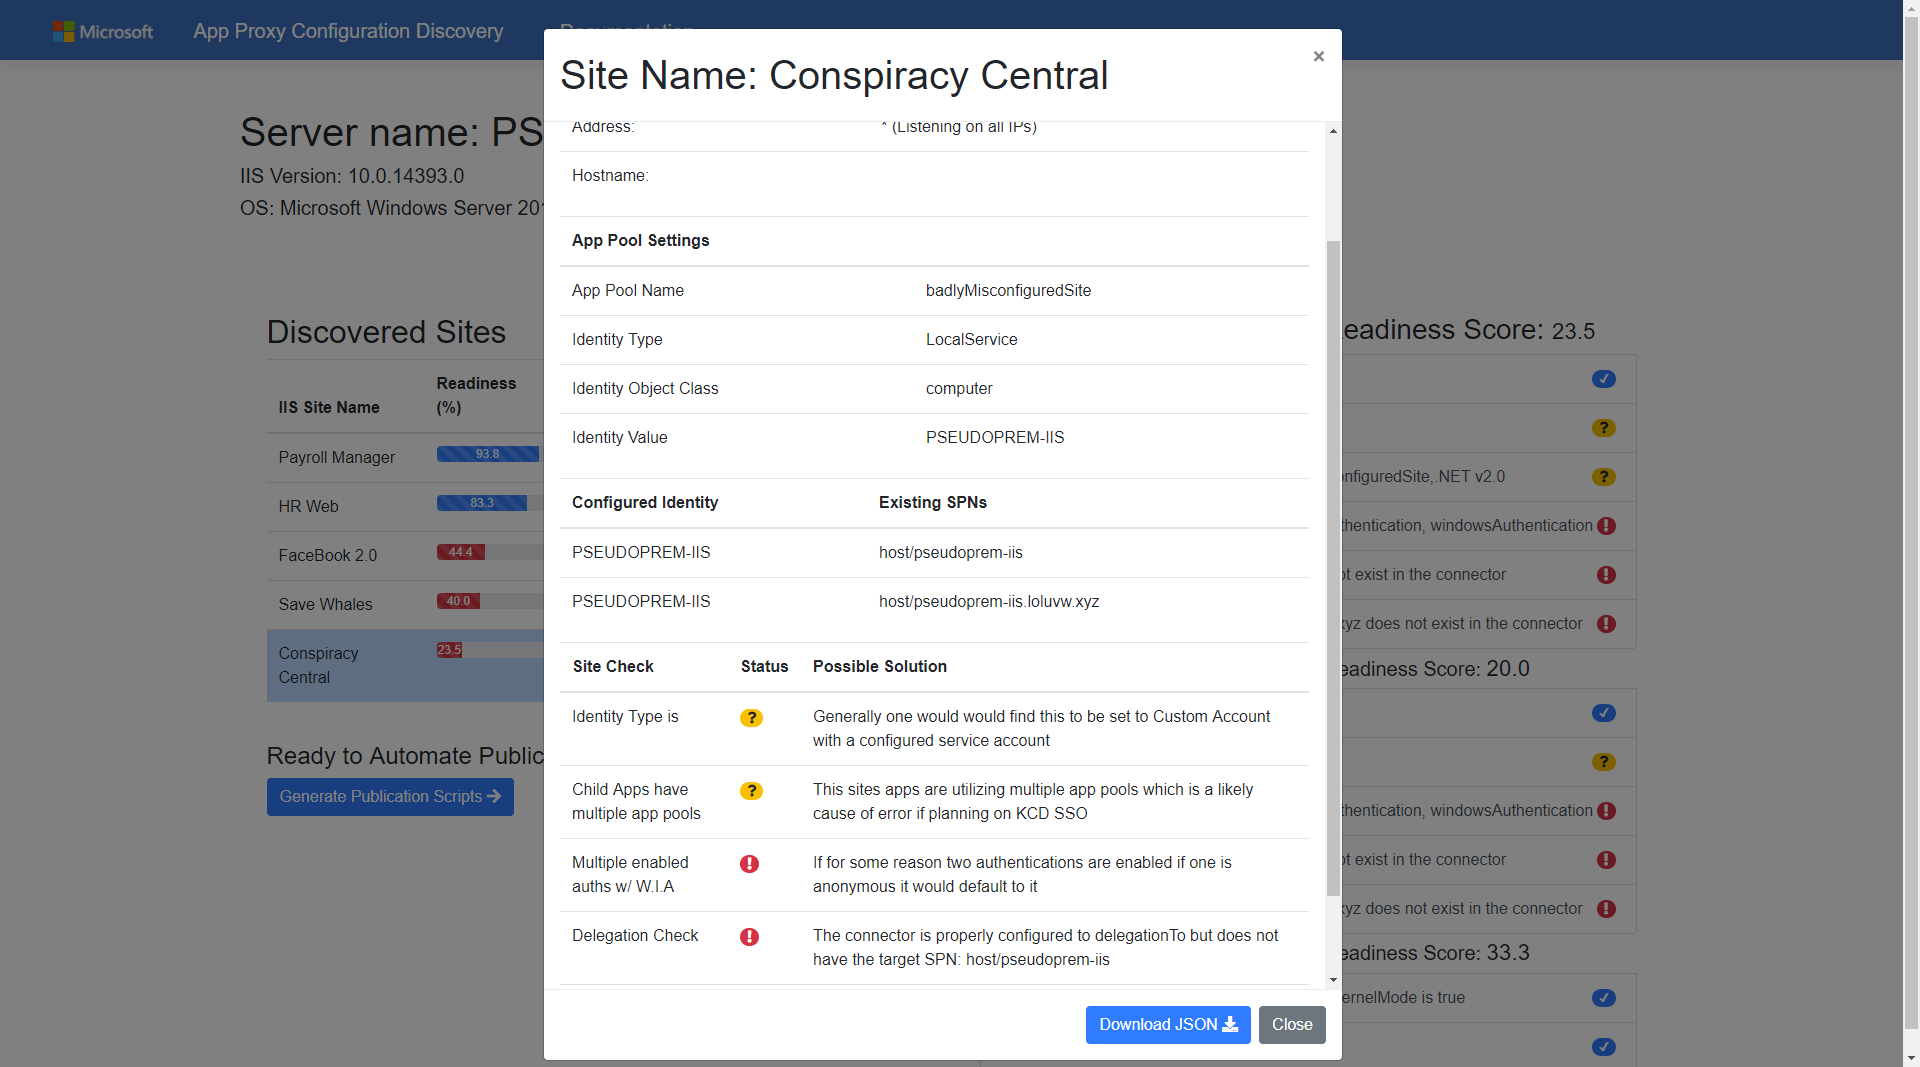 Microsoft
App Proxy Configuration Discovery
Site Name: Conspiracy Central
×
Server name: PS
IIS Version: 10.0.14393.0
OS: Microsoft Windows Server 201
Discovered Sites
IIS Site Name
Readiness (%)
Payroll Manager
93.8
HR Web
83.3
FaceBook 2.0
44.4
Save Whales
40.0
Conspiracy
Central
23.5
Ready to Automate Public
Generate Publication Scripts
Address:
* (Listening on all IPs)
Hostname:
App Pool Settings
App Pool Name
badlyMisconfiguredSite
Identity Type
LocalService
Identity Object Class
computer
Identity Value
PSEUDOPREM-IIS
Configured Identity
Existing SPNs
PSEUDOPREM-IIS
host/pseudoprem-iis
PSEUDOPREM-IIS
host/pseudoprem-iis.loluvw.xyz
Site Check
Status
Possible Solution
Identity Type is
?
Generally one would would find this to be set to Custom Account
with a configured service account
Child Apps have
multiple app pools
?
This sites apps are utilizing multiple app pools which is a likely
cause of error if planning on KCD SSO
Multiple enabled
auths w/ W.I.A
If for some reason two authentications are enabled if one is
anonymous it would default to it
Delegation Check
The connector is properly configured to delegationTo but does not
have the target SPN: host/pseudoprem-iis
Download JSON
Close
eadiness Score: 23.5
?
nfiguredSite,.NET v2.0
?
thentication, windowsAuthentication
ot exist in the connector
xyz does not exist in the connector
eadiness Score: 20.0
?
thentication, windowsAuthentication
ot exist in the connector
xyz does not exist in the connector
eadiness Score: 33.3
ernelMode is true